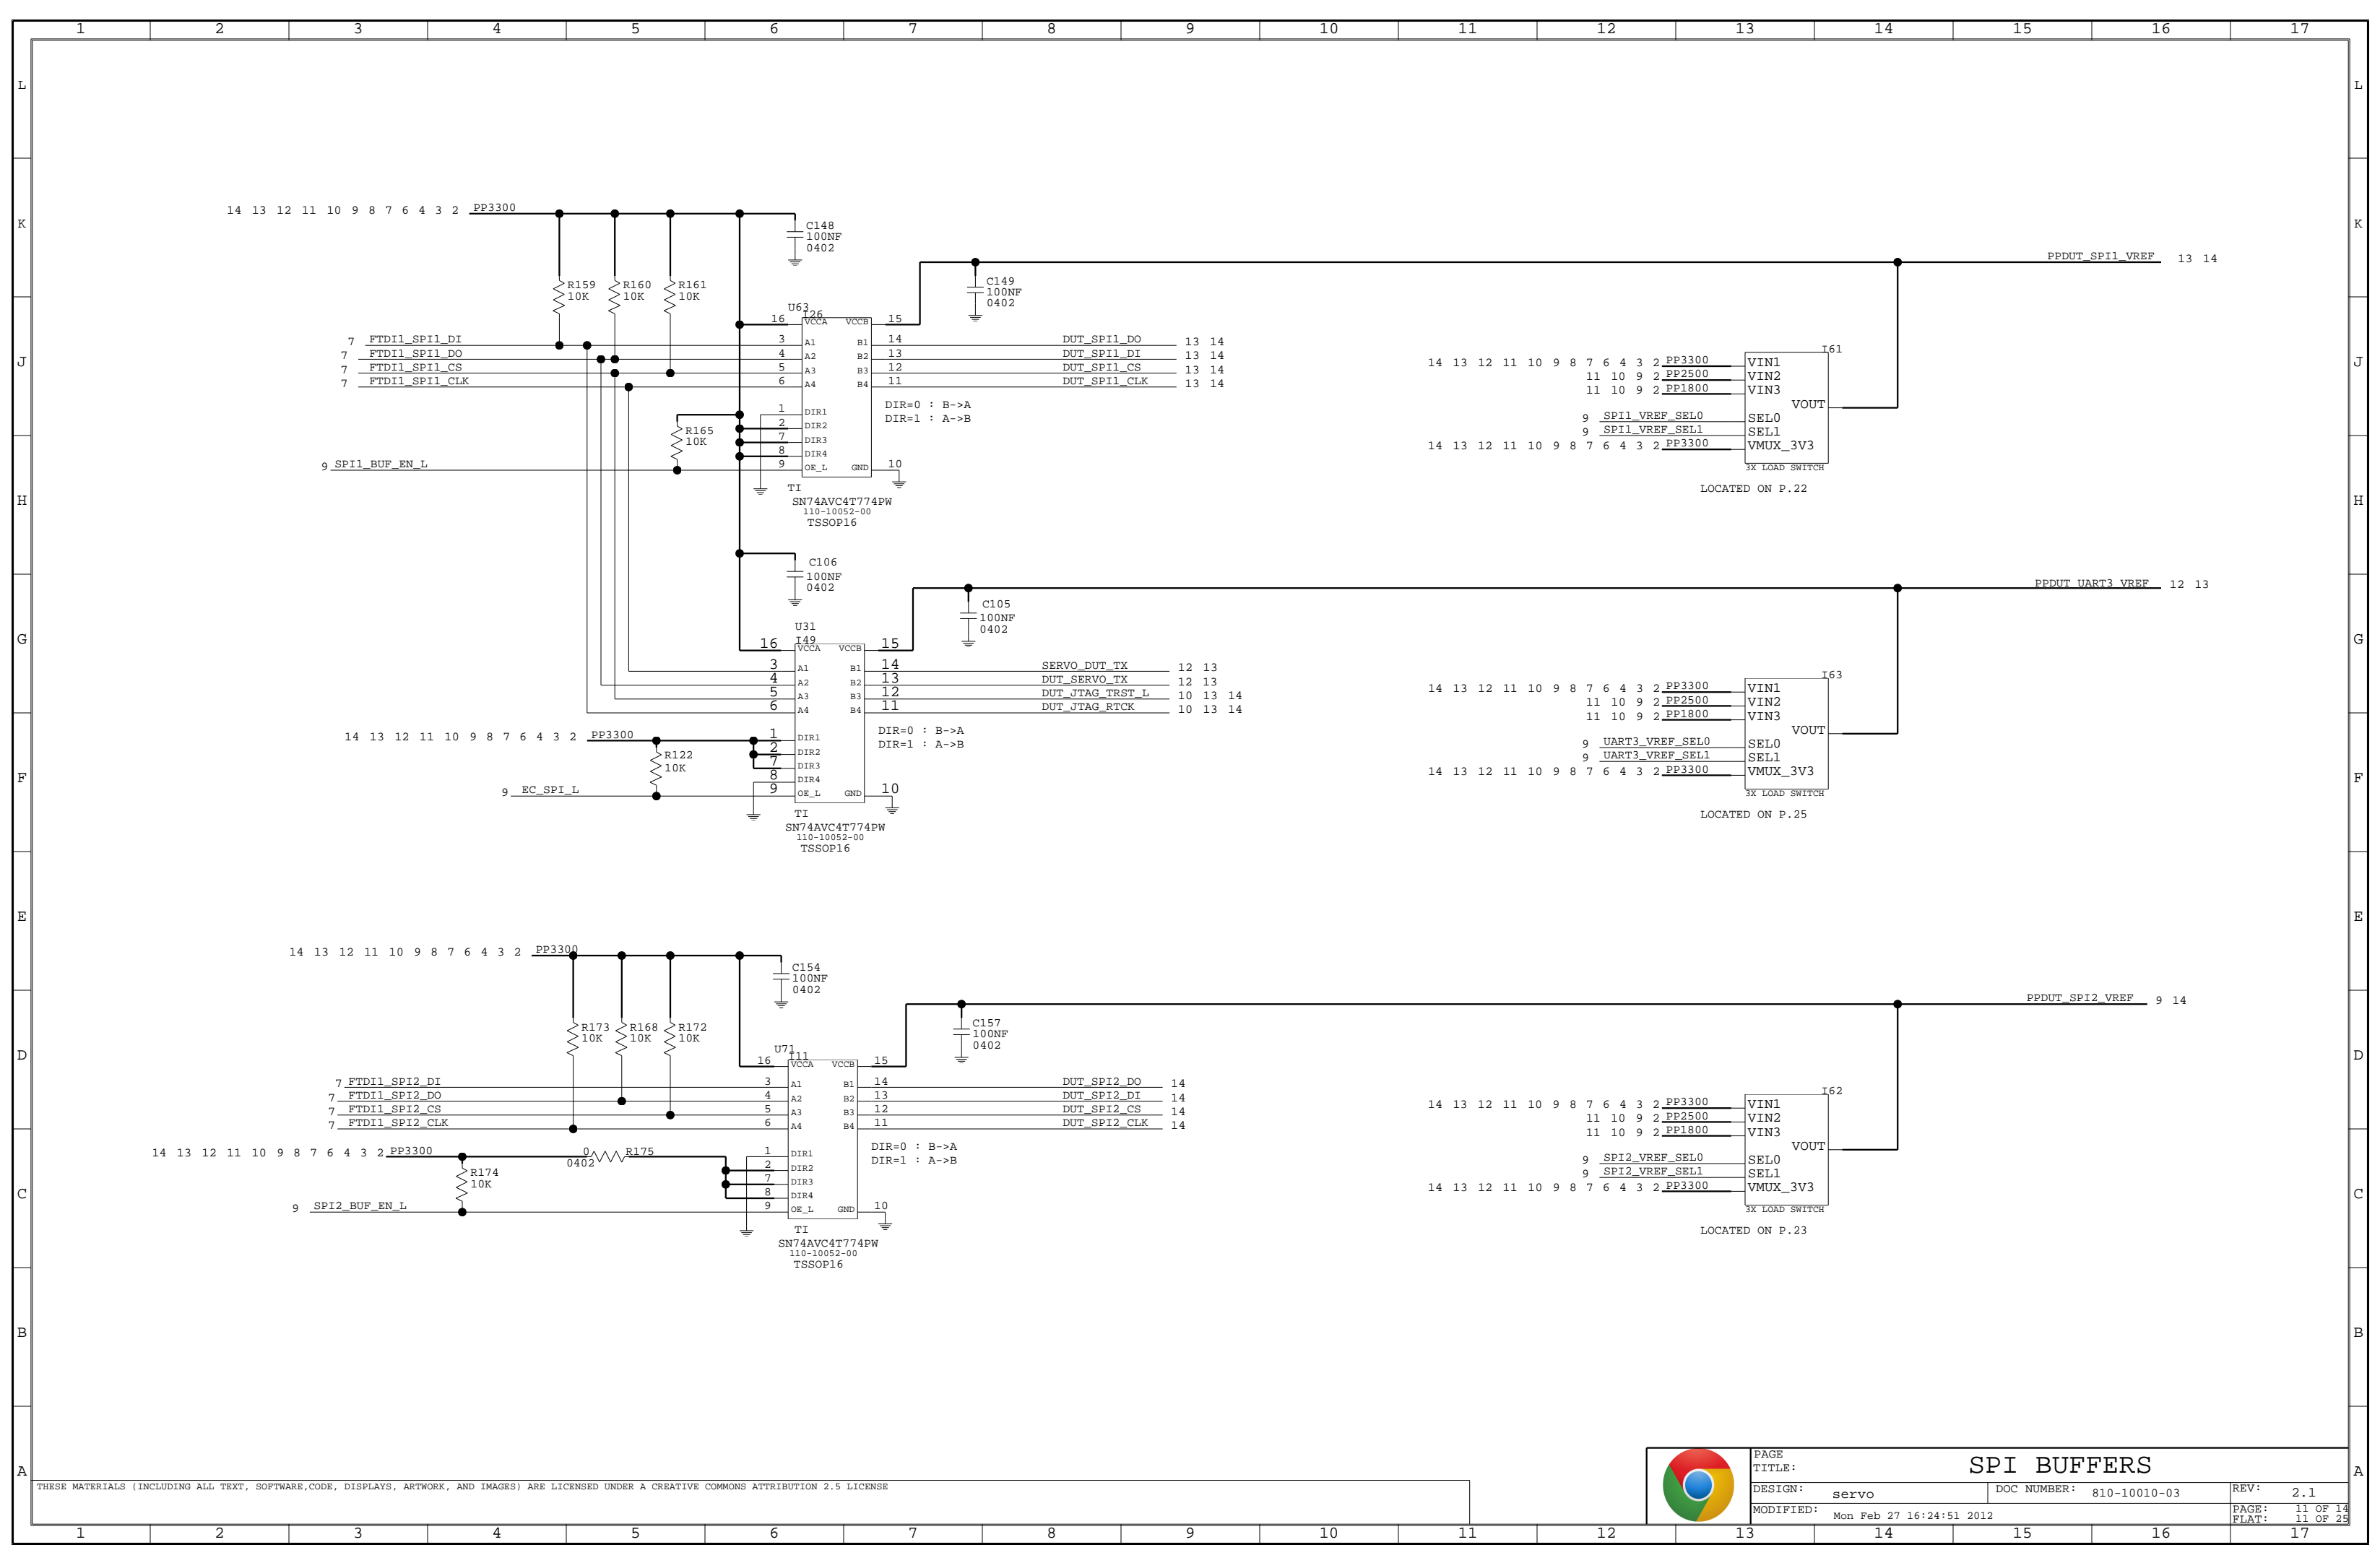 1 2 3 4 5 6 7 8 9 10 11 12 13 14 15 16 17
L L
K K
14 13 12 11 10 9 8 7 6 4 3 2 PP3300
C148
100NF
0402
PPDUT_SPI1_VREF 13 14
C149
100NF
0402
R159
10K
R160
10K
R161
10K
U63
I26
16 VCCA VCCB 15
7 FTDI1_SPI1_DI 3 A1 B1 14 DUT_SPI1_DO 13 14
7 FTDI1_SPI1_DO 4 A2 B2 13 DUT_SPI1_DI 13 14
7 FTDI1_SPI1_CS 5 A3 B3 12 DUT_SPI1_CS 13 14
7 FTDI1_SPI1_CLK 6 A4 B4 11 DUT_SPI1_CLK 13 14
J J
1 DIR1
2 DIR2
7 DIR3
8 DIR4
9 SPI1_BUF_EN_L 9 OE_L GND 10
R165
10K
DIR=0 : B->A
DIR=1 : A->B
TI
SN74AVC4T774PW
110-10052-00
TSSOP16
I61
14 13 12 11 10 9 8 7 6 4 3 2 PP3300 VIN1
11 10 9 2 PP2500 VIN2
11 10 9 2 PP1800 VIN3
VOUT
9 SPI1_VREF_SEL0 SEL0
9 SPI1_VREF_SEL1 SEL1
14 13 12 11 10 9 8 7 6 4 3 2 PP3300 VMUX_3V3
3X LOAD SWITCH
LOCATED ON P.22
H H
C106
100NF
0402
PPDUT_UART3_VREF 12 13
C105
100NF
0402
G G
U31
I49
16 VCCA VCCB 15
3 A1 B1 14 SERVO_DUT_TX 12 13
4 A2 B2 13 DUT_SERVO_TX 12 13
5 A3 B3 12 DUT_JTAG_TRST_L 10 13 14
6 A4 B4 11 DUT_JTAG_RTCK 10 13 14
14 13 12 11 10 9 8 7 6 4 3 2 PP3300 1 DIR1
2 DIR2
7 DIR3
8 DIR4
9 EC_SPI_L 9 OE_L GND 10
R122
10K
DIR=0 : B->A
DIR=1 : A->B
TI
SN74AVC4T774PW
110-10052-00
TSSOP16
I63
14 13 12 11 10 9 8 7 6 4 3 2 PP3300 VIN1
11 10 9 2 PP2500 VIN2
11 10 9 2 PP1800 VIN3
VOUT
9 UART3_VREF_SEL0 SEL0
9 UART3_VREF_SEL1 SEL1
14 13 12 11 10 9 8 7 6 4 3 2 PP3300 VMUX_3V3
3X LOAD SWITCH
LOCATED ON P.25
F F
E E
14 13 12 11 10 9 8 7 6 4 3 2 PP3300
C154
100NF
0402
PPDUT_SPI2_VREF 9 14
C157
100NF
0402
R173
10K
R168
10K
R172
10K
D D
U71
I11
16 VCCA VCCB 15
7 FTDI1_SPI2_DI 3 A1 B1 14 DUT_SPI2_DO 14
7 FTDI1_SPI2_DO 4 A2 B2 13 DUT_SPI2_DI 14
7 FTDI1_SPI2_CS 5 A3 B3 12 DUT_SPI2_CS 14
7 FTDI1_SPI2_CLK 6 A4 B4 11 DUT_SPI2_CLK 14
14 13 12 11 10 9 8 7 6 4 3 2 PP3300 0 R175 1 DIR1
0402
2 DIR2
7 DIR3
8 DIR4
9 SPI2_BUF_EN_L 9 OE_L GND 10
R174
10K
DIR=0 : B->A
DIR=1 : A->B
TI
SN74AVC4T774PW
110-10052-00
TSSOP16
I62
14 13 12 11 10 9 8 7 6 4 3 2 PP3300 VIN1
11 10 9 2 PP2500 VIN2
11 10 9 2 PP1800 VIN3
VOUT
9 SPI2_VREF_SEL0 SEL0
9 SPI2_VREF_SEL1 SEL1
14 13 12 11 10 9 8 7 6 4 3 2 PP3300 VMUX_3V3
3X LOAD SWITCH
LOCATED ON P.23
C C
B B
A A
THESE MATERIALS (INCLUDING ALL TEXT, SOFTWARE,CODE, DISPLAYS, ARTWORK, AND IMAGES) ARE LICENSED UNDER A CREATIVE COMMONS ATTRIBUTION 2.5 LICENSE
PAGE
TITLE: SPI BUFFERS
DESIGN: servo DOC NUMBER: 810-10010-03 REV: 2.1
MODIFIED: Mon Feb 27 16:24:51 2012 PAGE: 11 OF 14
FLAT: 11 OF 25
1 2 3 4 5 6 7 8 9 10 11 12 13 14 15 16 17